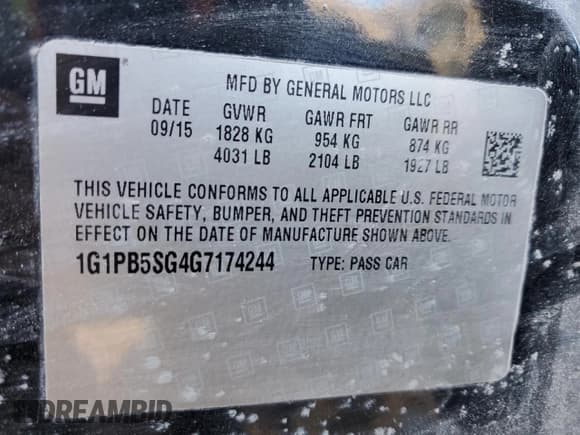 GM
MFD BY GENERAL MOTORS LLC
DATE GVWR GAWR FRT GAWR RR
09/15 1828 KG 954 KG 874 KG
4031 LB 2104 LB 1927 LB
THIS VEHICLE CONFORMS TO ALL APPLICABLE U.S. FEDERAL MOTOR
VEHICLE SAFETY, BUMPER, AND THEFT PREVENTION STANDARDS IN
EFFECT ON THE DATE OF MANUFACTURE SHOWN ABOVE.
1G1PB5SG4G7174244 TYPE: PASS CAR
DREAMBID